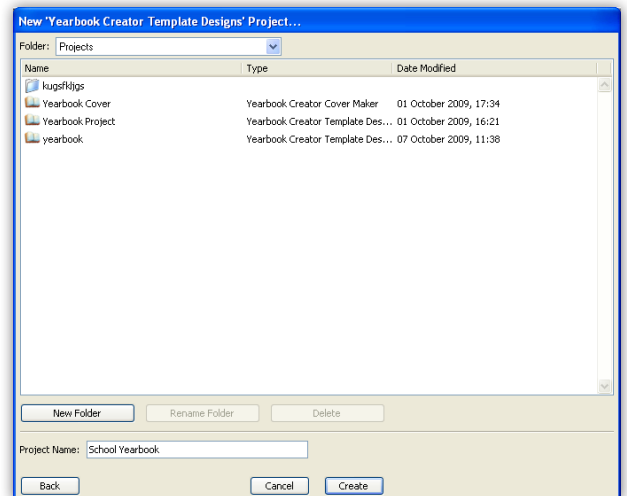 New 'Yearbook Creator Template Designs' Project...
Folder: Projects
Name Type Date Modified
kugsfkljgs
Yearbook Cover Yearbook Creator Cover Maker 01 October 2009, 17:34
Yearbook Project Yearbook Creator Template Des... 01 October 2009, 16:21
yearbook Yearbook Creator Template Des... 07 October 2009, 11:38
New Folder Rename Folder Delete
Project Name: School Yearbook
Back Cancel Create